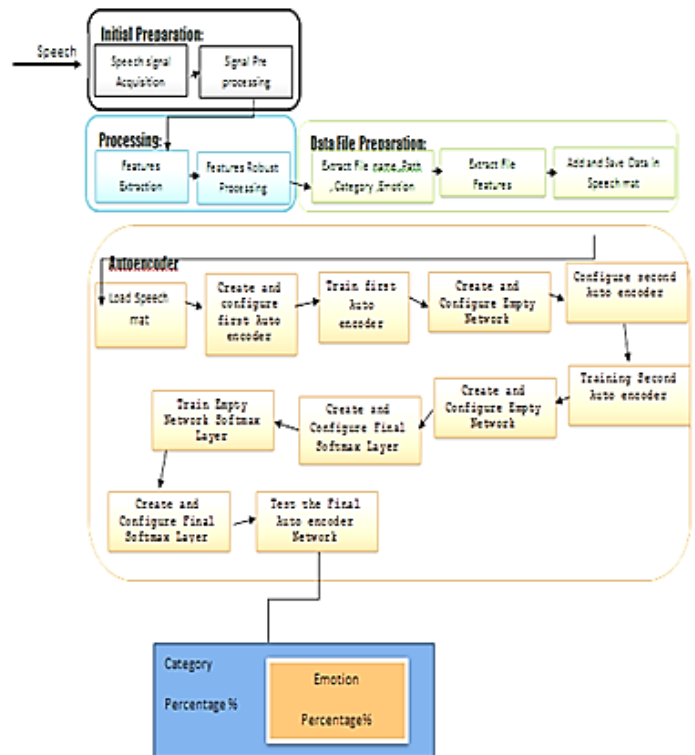 Speech
Initial Preparation:
Speech signal
Acquisition
Signal Pre
processing
Processing:
Features
Extraction
Features Robust
Processing
Data File Preparation:
Extract File name,,Path
,Category ,Emotion
Extract File
Features
Add and Save Data in
Speech mat
Autoencoder
Load Speech
mat
Create and
configure
first Auto
encoder
Train first
Auto
encoder
Create and
Configure Empty
Network
Configure second
Auto encoder
Training Second
Auto encoder
Create and
Configure Empty
Network
Create and
Configure Final
Softmax Layer
Train Empty
Network Softmax
Layer
Create and
Configure Final
Softmax Layer
Test the Final
Auto encoder
Network
Category
Percentage %
Emotion
Percentage%